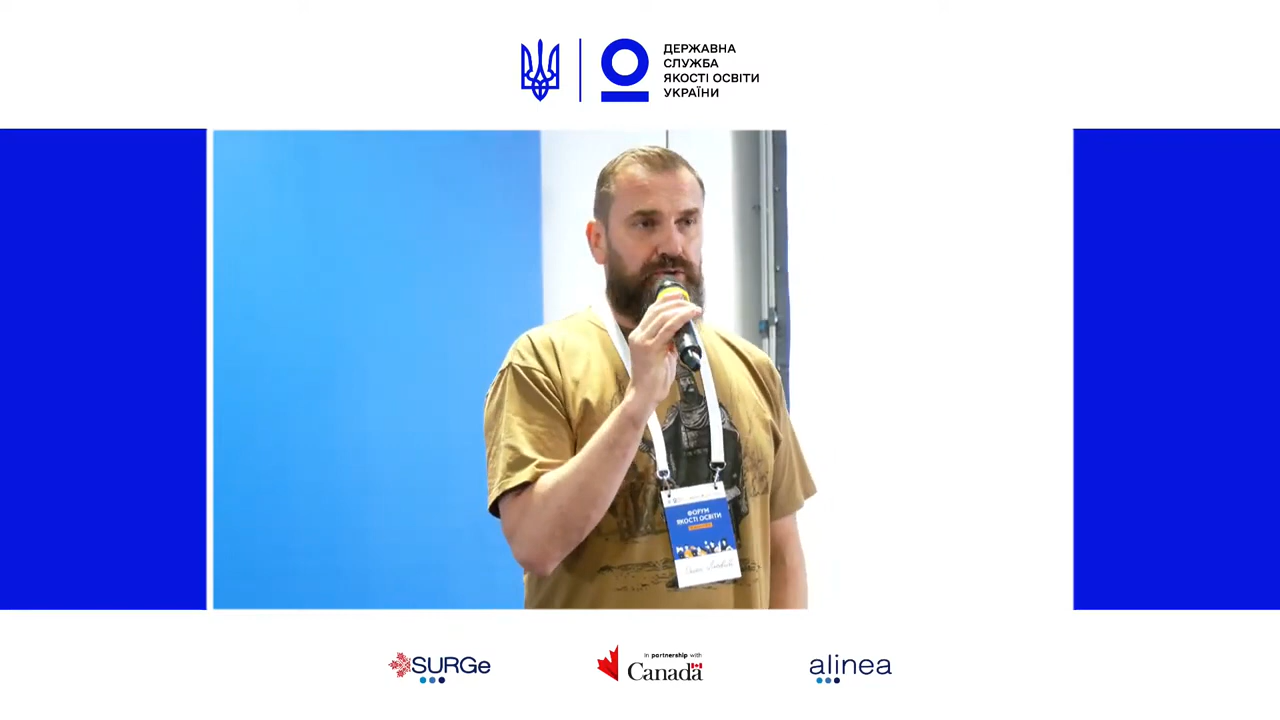 ДЕРЖАВНА
СЛУЖБА
ЯКОСТІ ОСВІТИ
УКРАЇНИ
ФОРУМ
ЯКОСТІ ОСВІТИ
SURGe
In partnership with
Canada
alinea